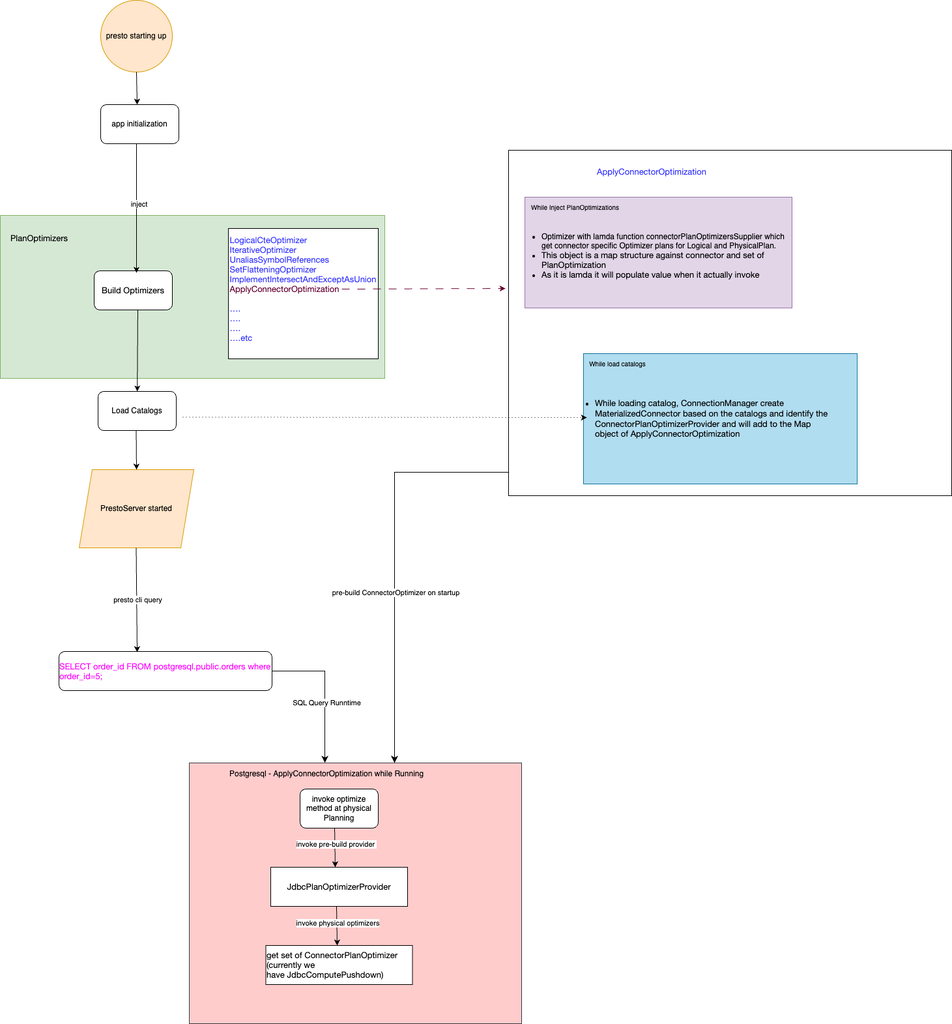 presto starting up
app initialization
inject
PlanOptimizers
Build Optimizers
LogicalCteOptimizer
IterativeOptimizer
UnaliasSymbolReferences
SetFlatteningOptimizer
ImplementIntersectAndExceptAsUnion
ApplyConnectorOptimization
....
....
....
....etc
Load Catalogs
PrestoServer started
presto cli query
SELECT order_id FROM postgresql.public.orders where
order_id=5;
SQL Query Runntime
ApplyConnectorOptimization
While Inject PlanOptimizations
• Optimizer with lamda function connectorPlanOptimizersSupplier which
get connector specific Optimizer plans for Logical and PhysicalPlan.
• This object is a map structure against connector and set of
PlanOptimization
• As it is lamda it will populate value when it actually invoke
While load catalogs
• While loading catalog, ConnectionManager create
MaterializedConnector based on the catalogs and identify the
ConnectorPlanOptimizerProvider and will add to the Map
object of ApplyConnectorOptimization
pre-build ConnectorOptimizer on startup
Postgresql - ApplyConnectorOptimization while Running
invoke optimize
method at physical
Planning
invoke pre-build provider
JdbcPlanOptimizerProvider
invoke physical optimizers
get set of ConnectorPlanOptimizer
(currently we
have JdbcComputePushdown)